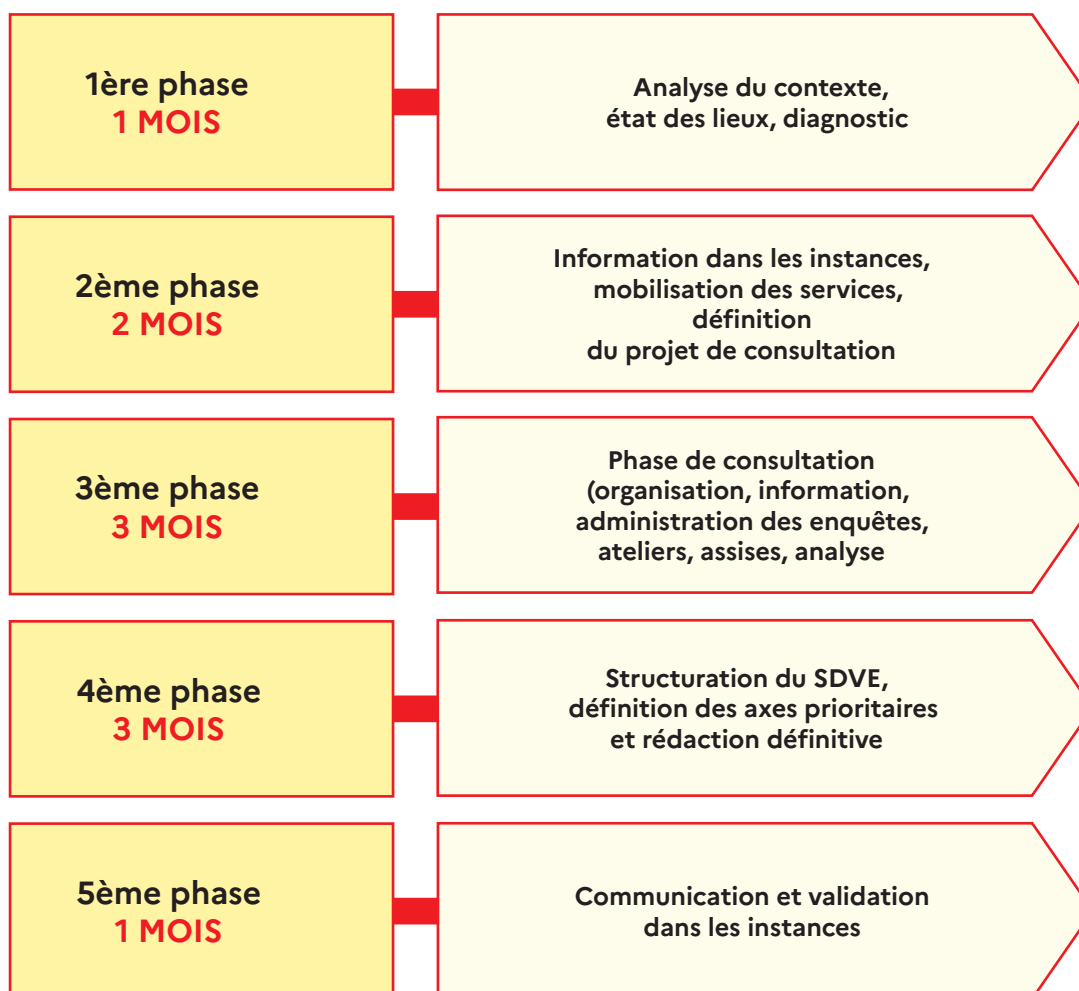 1ère phase
1 MOIS
Analyse du contexte,
état des lieux, diagnostic
2ème phase
2 MOIS
Information dans les instances,
mobilisation des services,
définition
du projet de consultation
3ème phase
3 MOIS
Phase de consultation
(organisation, information,
administration des enquêtes,
ateliers, assises, analyse
4ème phase
3 MOIS
Structuration du SDVE,
définition des axes prioritaires
et rédaction définitive
5ème phase
1 MOIS
Communication et validation
dans les instances